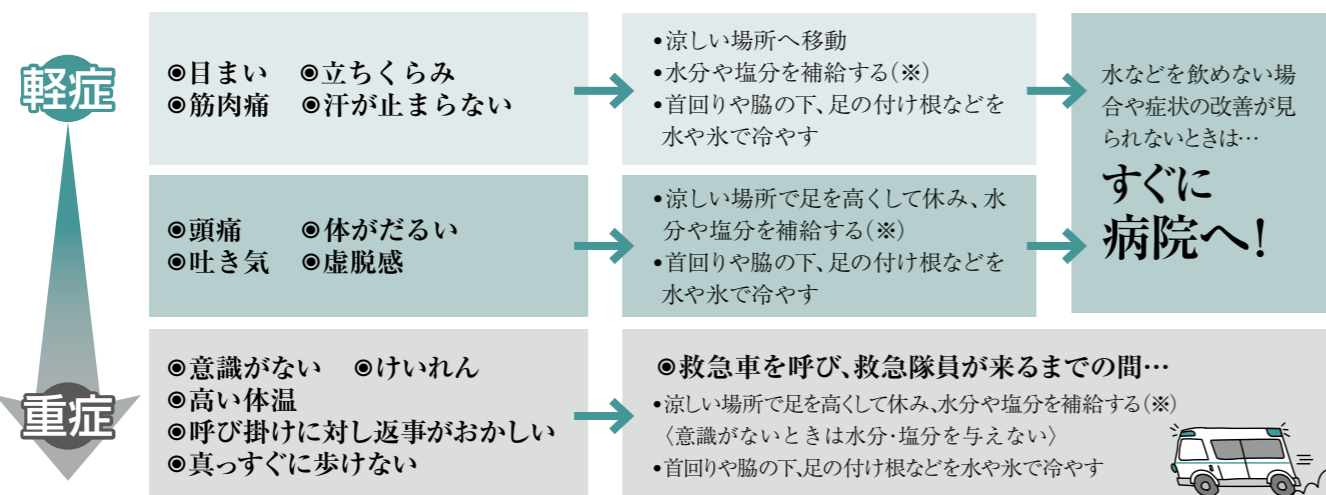 軽症
◉目まい ◉立ちくらみ
◉筋肉痛 ◉汗が止まらない
•涼しい場所へ移動
•水分や塩分を補給する(※)
•首回りや脇の下、足の付け根などを
水や氷で冷やす
水などを飲めない場
合や症状の改善が見
られないときは…
すぐに
病院へ!
◉頭痛 ◉体がだるい
◉吐き気 ◉虚脱感
•涼しい場所で足を高くして休み、水
分や塩分を補給する(※)
•首回りや脇の下、足の付け根などを
水や氷で冷やす
重症
◉意識がない ◉けいれん
◉高い体温
◉呼び掛けに対し返事がおかしい
◉真っすぐに歩けない
◉救急車を呼び、救急隊員が来るまでの間…
•涼しい場所で足を高くして休み、水分や塩分を補給する(※)
〈意識がないときは水分・塩分を与えない〉
•首回りや脇の下、足の付け根などを水や氷で冷やす